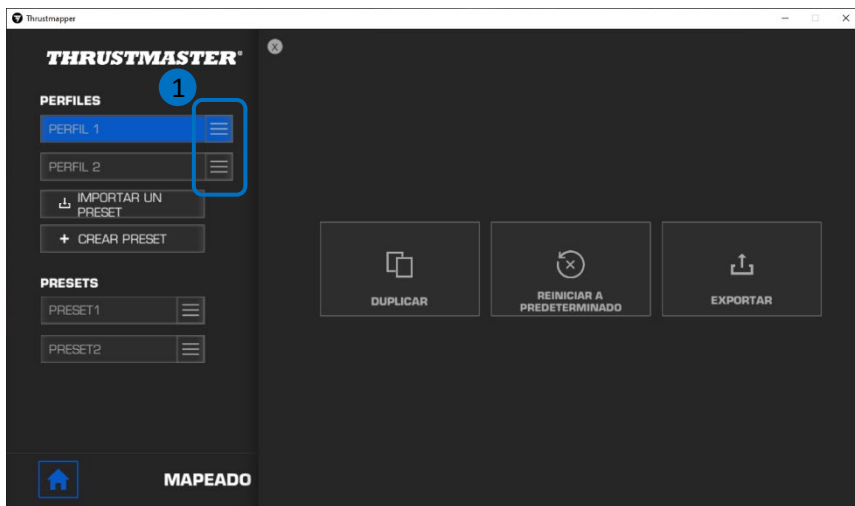 Thrustmapper
THRUSTMASTER®
X
1
PERFILES
PERFIL 1
PERFIL 2
IMPORTAR UN
PRESET
+ CREAR PRESET
PRESETS
PRESET1
PRESET2
DUPLICAR
REINICIAR A
PREDETERMINADO
EXPORTAR
MAPEADO